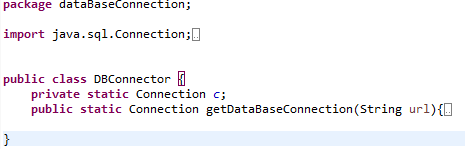 package dataBaseConnection;
import java.sql.Connection;
public class DBConnector {
private static Connection c;
public static Connection getDataBaseConnection(String url){
}